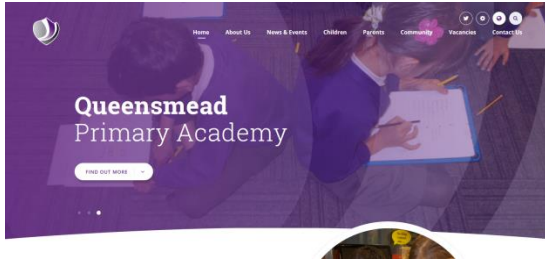 Home About Us News & Events Children Parents Community Vacancies Contact Us
Queensmead
Primary Academy
FIND OUT MORE